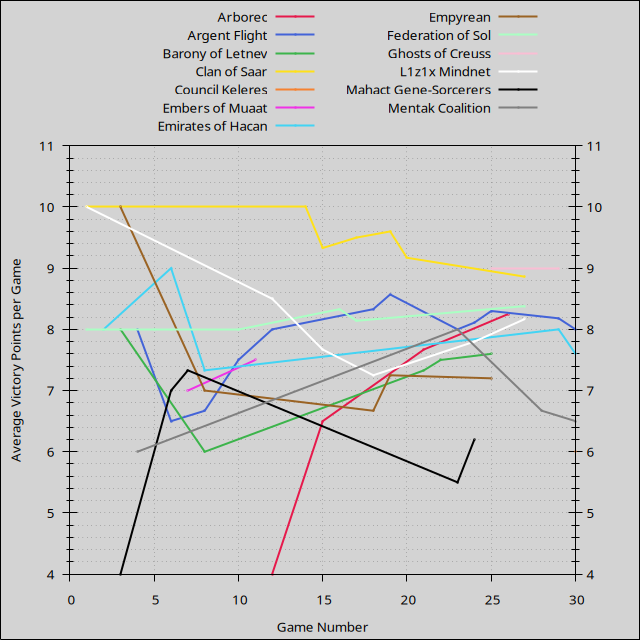 Arborec
Argent Flight
Barony of Letnev
Clan of Saar
Council Keleres
Embers of Muaat
Emirates of Hacan
Empyrean
Federation of Sol
Ghosts of Creuss
L1z1x Mindnet
Mahact Gene-Sorcerers
Mentak Coalition
11
10
9
8
7
6
5
4
11
10
9
8
7
6
5
4
Average Victory Points per Game
0 5 10 15 20 25 30
Game Number